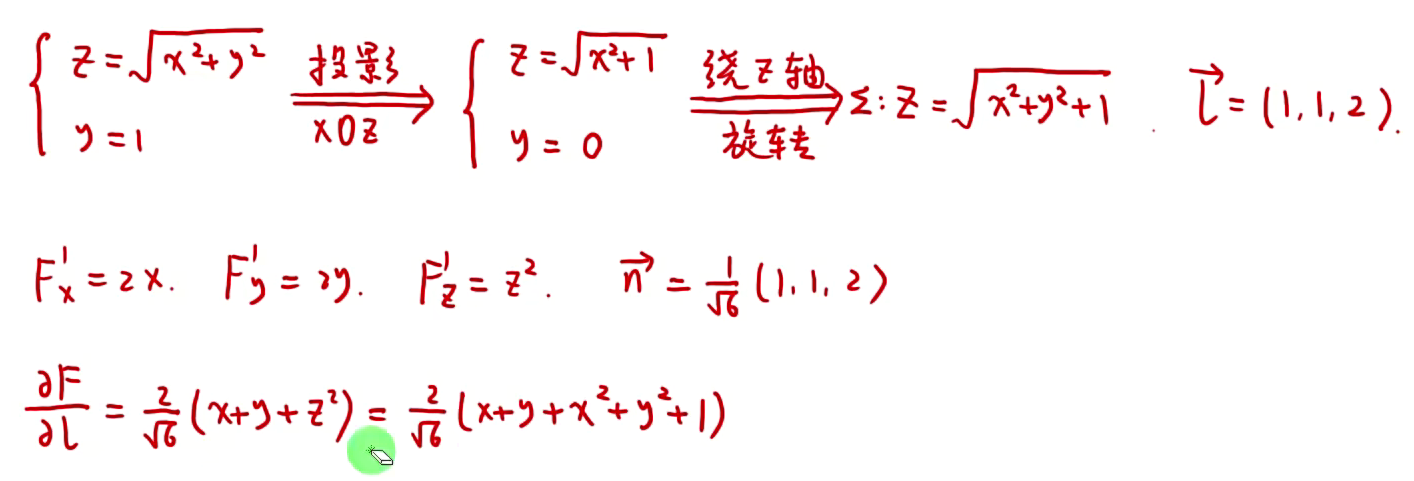 { z=√(x²+y²) y=1 投影 xOz ⇒ { z=√(x²+1) y=0 绕z轴 旋转 ⇒ Σ: z=√(x²+y²+1). l⃗=(1,1,2).
F'x=2x. F'y=2y. F'z=z². n⃗=1/√6(1,1,2)
∂F/∂l=2/√6(x+y+z²)=2/√6(x+y+x²+y²+1)